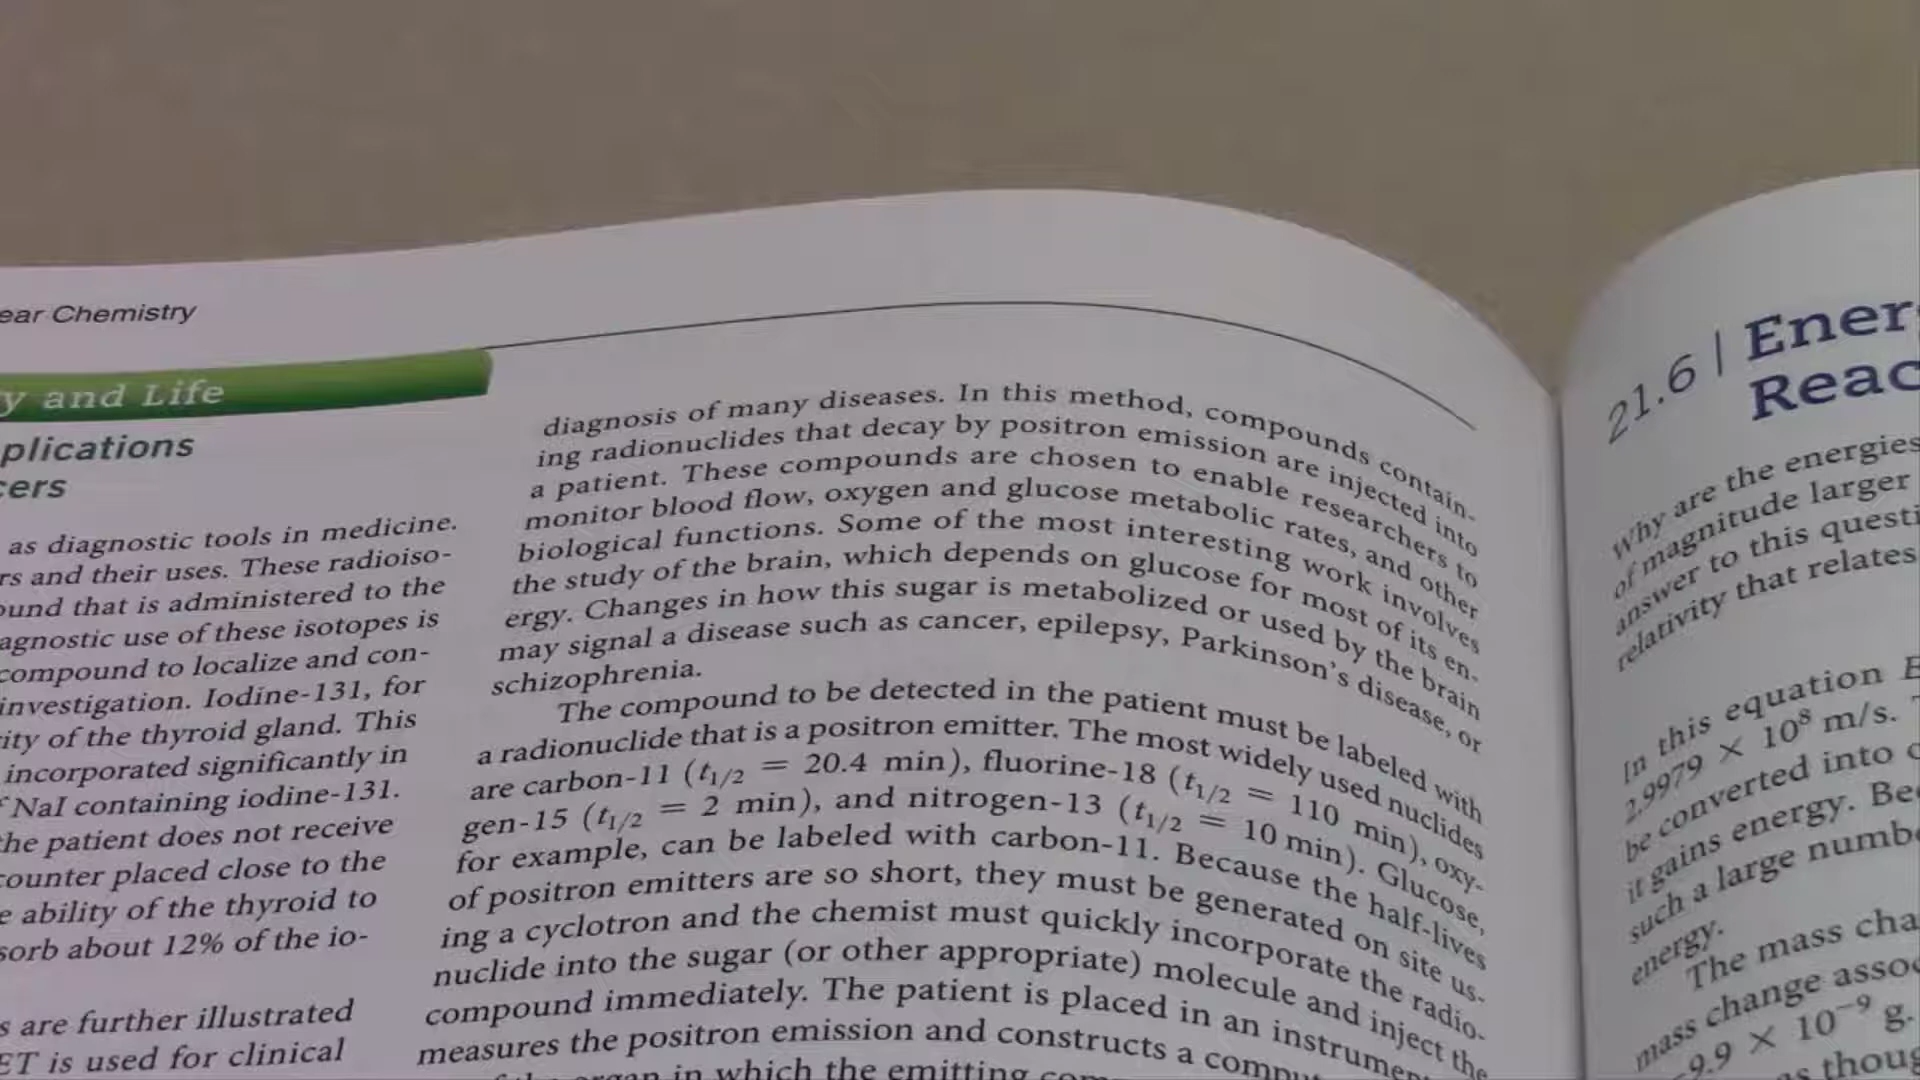 ear Chemistry
y and Life
plications
cers
as diagnostic tools in medicine.
rs and their uses. These radioiso-
ound that is administered to the
agnostic use of these isotopes is
compound to localize and con-
investigation. Iodine-131, for
ity of the thyroid gland. This
incorporated significantly in
NaI containing iodine-131.
the patient does not receive
counter placed close to the
e ability of the thyroid to
sorb about 12% of the io-
s are further illustrated
ET is used for clinical
diagnosis of many diseases. In this method, compounds contain-
ing radionuclides that decay by positron emission are injected into
a patient. These compounds are chosen to enable researchers to
monitor blood flow, oxygen and glucose metabolic rates, and other
biological functions. Some of the most interesting work involves
the study of the brain, which depends on glucose for most of its en-
ergy. Changes in how this sugar is metabolized or used by the brain
may signal a disease such as cancer, epilepsy, Parkinson's disease, or
schizophrenia.
The compound to be detected in the patient must be labeled with
a radionuclide that is a positron emitter. The most widely used nuclides
are carbon-11 (t1/2 = 20.4 min), fluorine-18 (t1/2 = 110 min), oxy-
gen-15 (t1/2 = 2 min), and nitrogen-13 (t1/2 = 10 min). Glucose,
for example, can be labeled with carbon-11. Because the half-lives
of positron emitters are so short, they must be generated on site us-
ing a cyclotron and the chemist must quickly incorporate the radio-
nuclide into the sugar (or other appropriate) molecule and inject the
compound immediately. The patient is placed in an instrumen
measures the positron emission and constructs a compu
organ in which the emitting com
21.6 | Ener
Reac
Why are the energies
of magnitude larger
answer to this questi
relativity that relates
In this equation E
2.9979 × 10⁸ m/s.
be converted into
it gains energy. Be
such a large numb
energy.
The mass cha
mass change asso
-9.9 × 10⁻⁹ g.
thoug